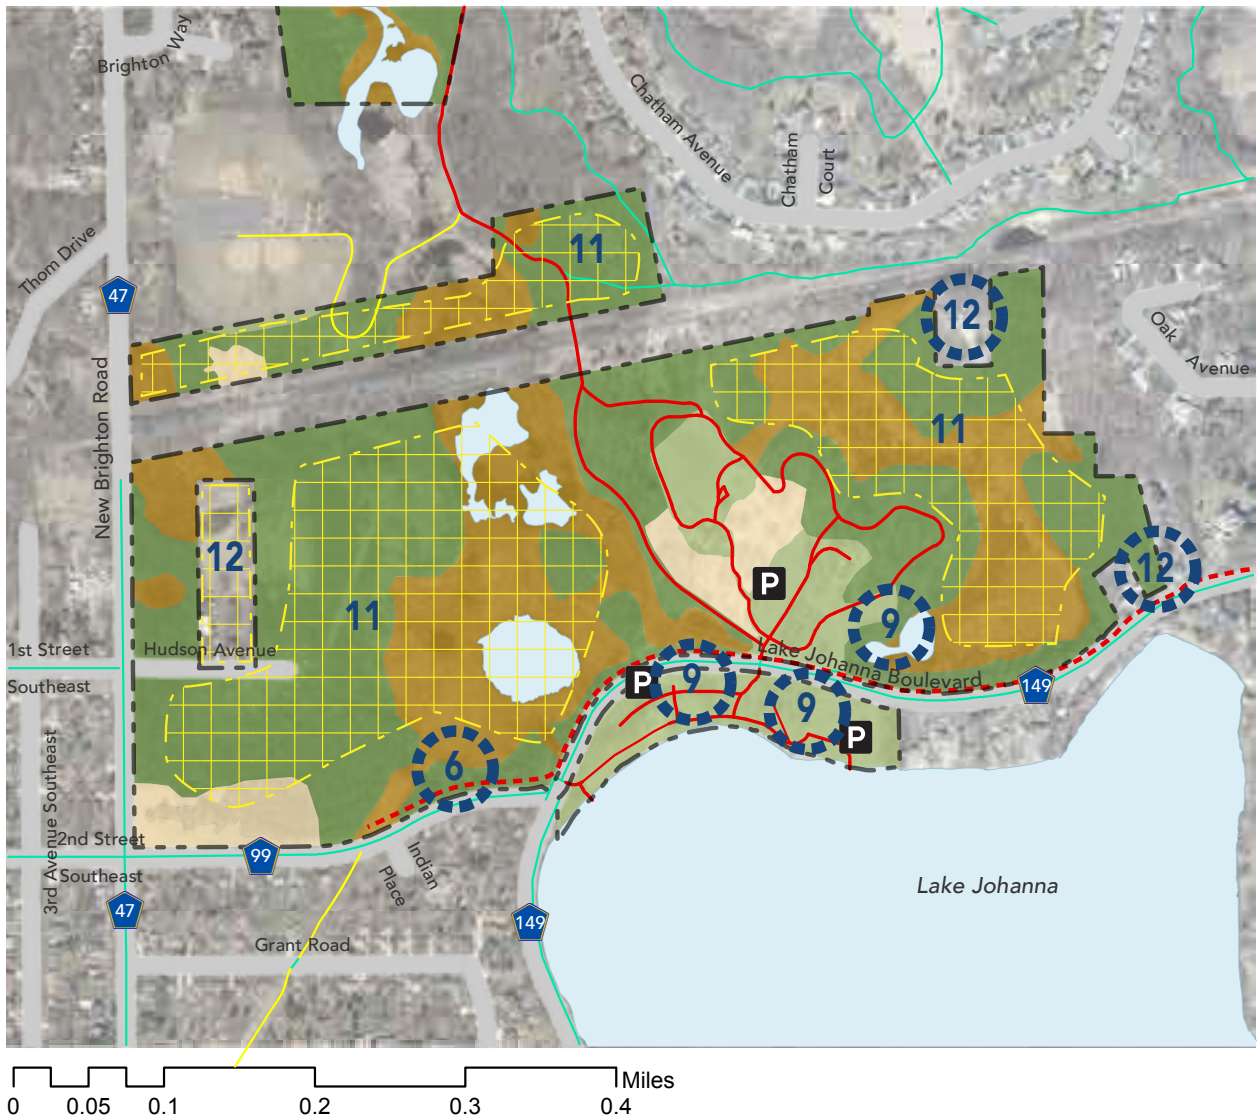 Brighton Way
Chatham Avenue
Chatham
Court
Thom Drive
47
11
12
Oak Avenue
New Brighton Road
11
12
11
12
P
9
1st Street
Southeast
Hudson Avenue
Lake Johanna Boulevard
149
P
9
9
P
6
3rd Avenue Southeast
2nd Street
Southeast
99
Indian
Place
47
149
Lake Johanna
Grant Road
Miles
0
0.05
0.1
0.2
0.3
0.4